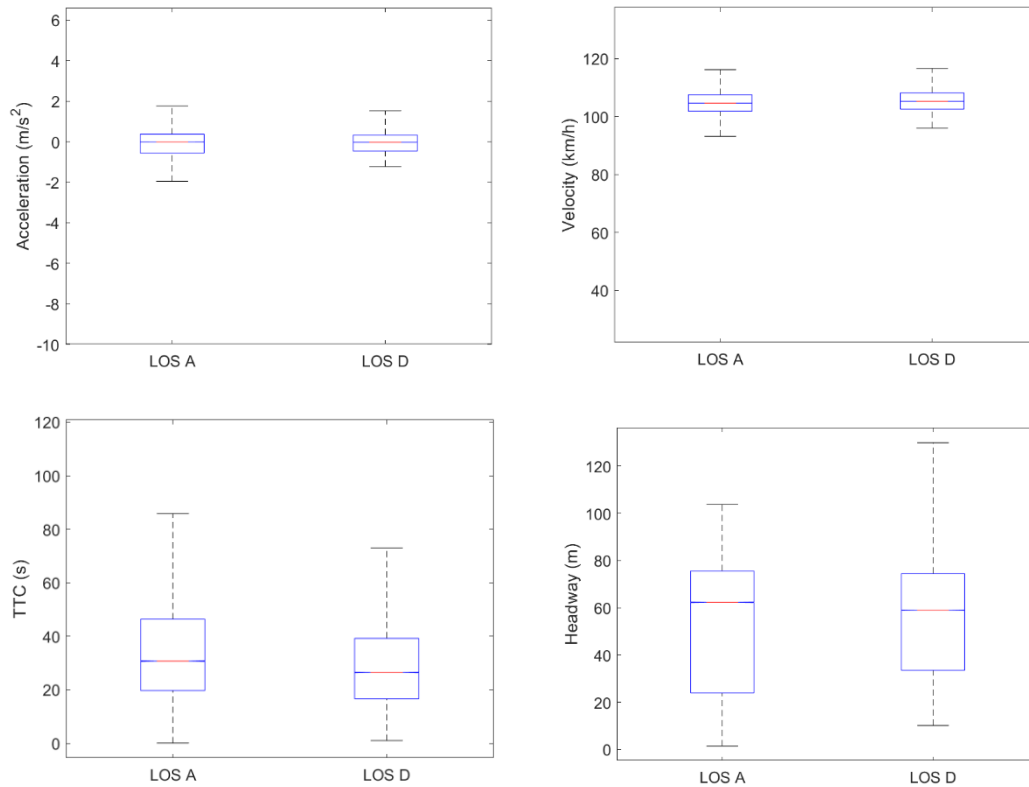 6
4
2
0
-2
-4
-6
-8
-10
Acceleration (m/s²)
LOS A
LOS D
120
100
80
60
40
Velocity (km/h)
LOS A
LOS D
120
100
80
60
40
20
0
TTC (s)
LOS A
LOS D
120
100
80
60
40
20
0
Headway (m)
LOS A
LOS D